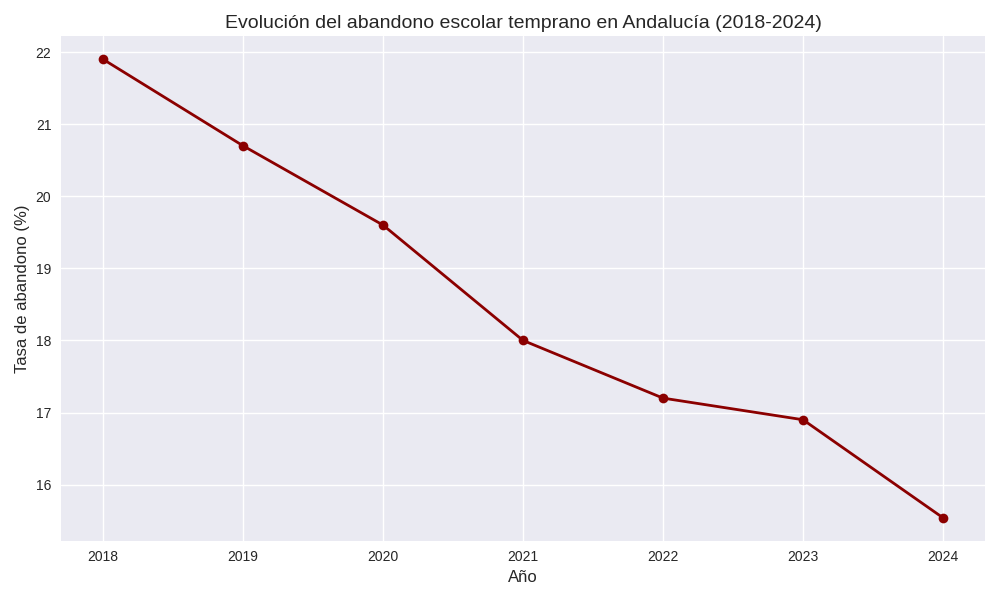 Evolución del abandono escolar temprano en Andalucía (2018-2024)
Tasa de abandono (%)
22
21
20
19
18
17
16
2018 2019 2020 2021 2022 2023 2024
Año